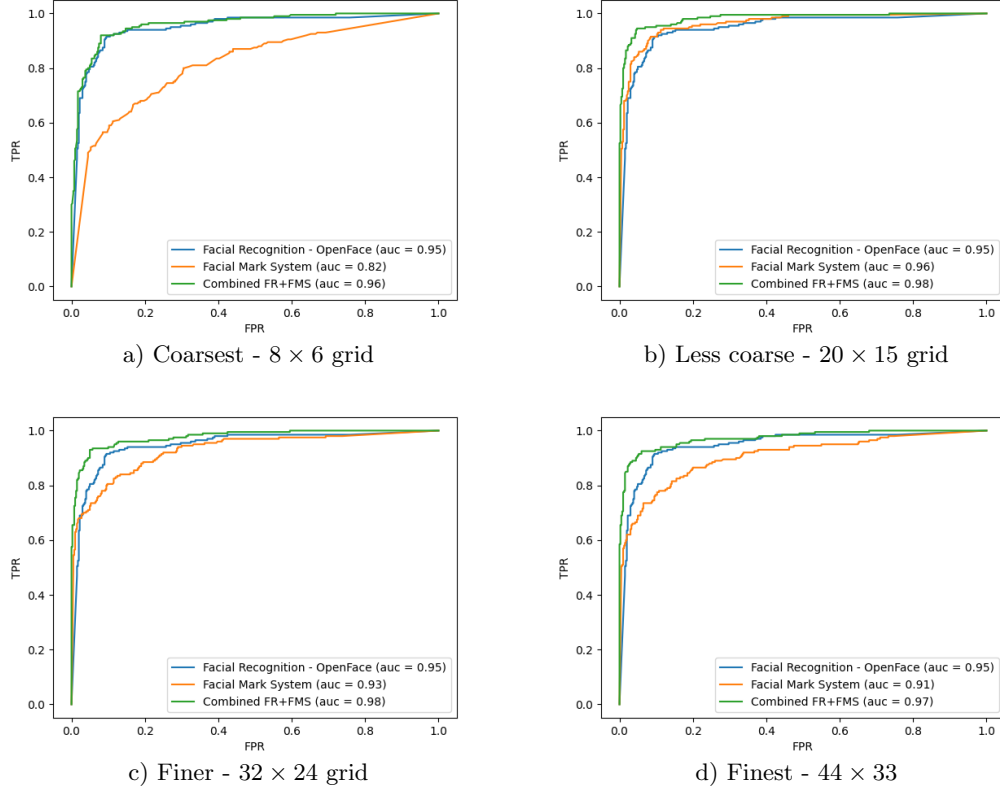 1.0
0.8
0.6
0.4
0.2
0.0
TPR
Facial Recognition - OpenFace (auc = 0.95)
Facial Mark System (auc = 0.82)
Combined FR+FMS (auc = 0.96)
0.0 0.2 0.4 0.6 0.8 1.0
FPR
a) Coarsest - 8 × 6 grid
1.0
0.8
0.6
0.4
0.2
0.0
TPR
Facial Recognition - OpenFace (auc = 0.95)
Facial Mark System (auc = 0.96)
Combined FR+FMS (auc = 0.98)
0.0 0.2 0.4 0.6 0.8 1.0
FPR
b) Less coarse - 20 × 15 grid
1.0
0.8
0.6
0.4
0.2
0.0
TPR
Facial Recognition - OpenFace (auc = 0.95)
Facial Mark System (auc = 0.93)
Combined FR+FMS (auc = 0.98)
0.0 0.2 0.4 0.6 0.8 1.0
FPR
c) Finer - 32 × 24 grid
1.0
0.8
0.6
0.4
0.2
0.0
TPR
Facial Recognition - OpenFace (auc = 0.95)
Facial Mark System (auc = 0.91)
Combined FR+FMS (auc = 0.97)
0.0 0.2 0.4 0.6 0.8 1.0
FPR
d) Finest - 44 × 33